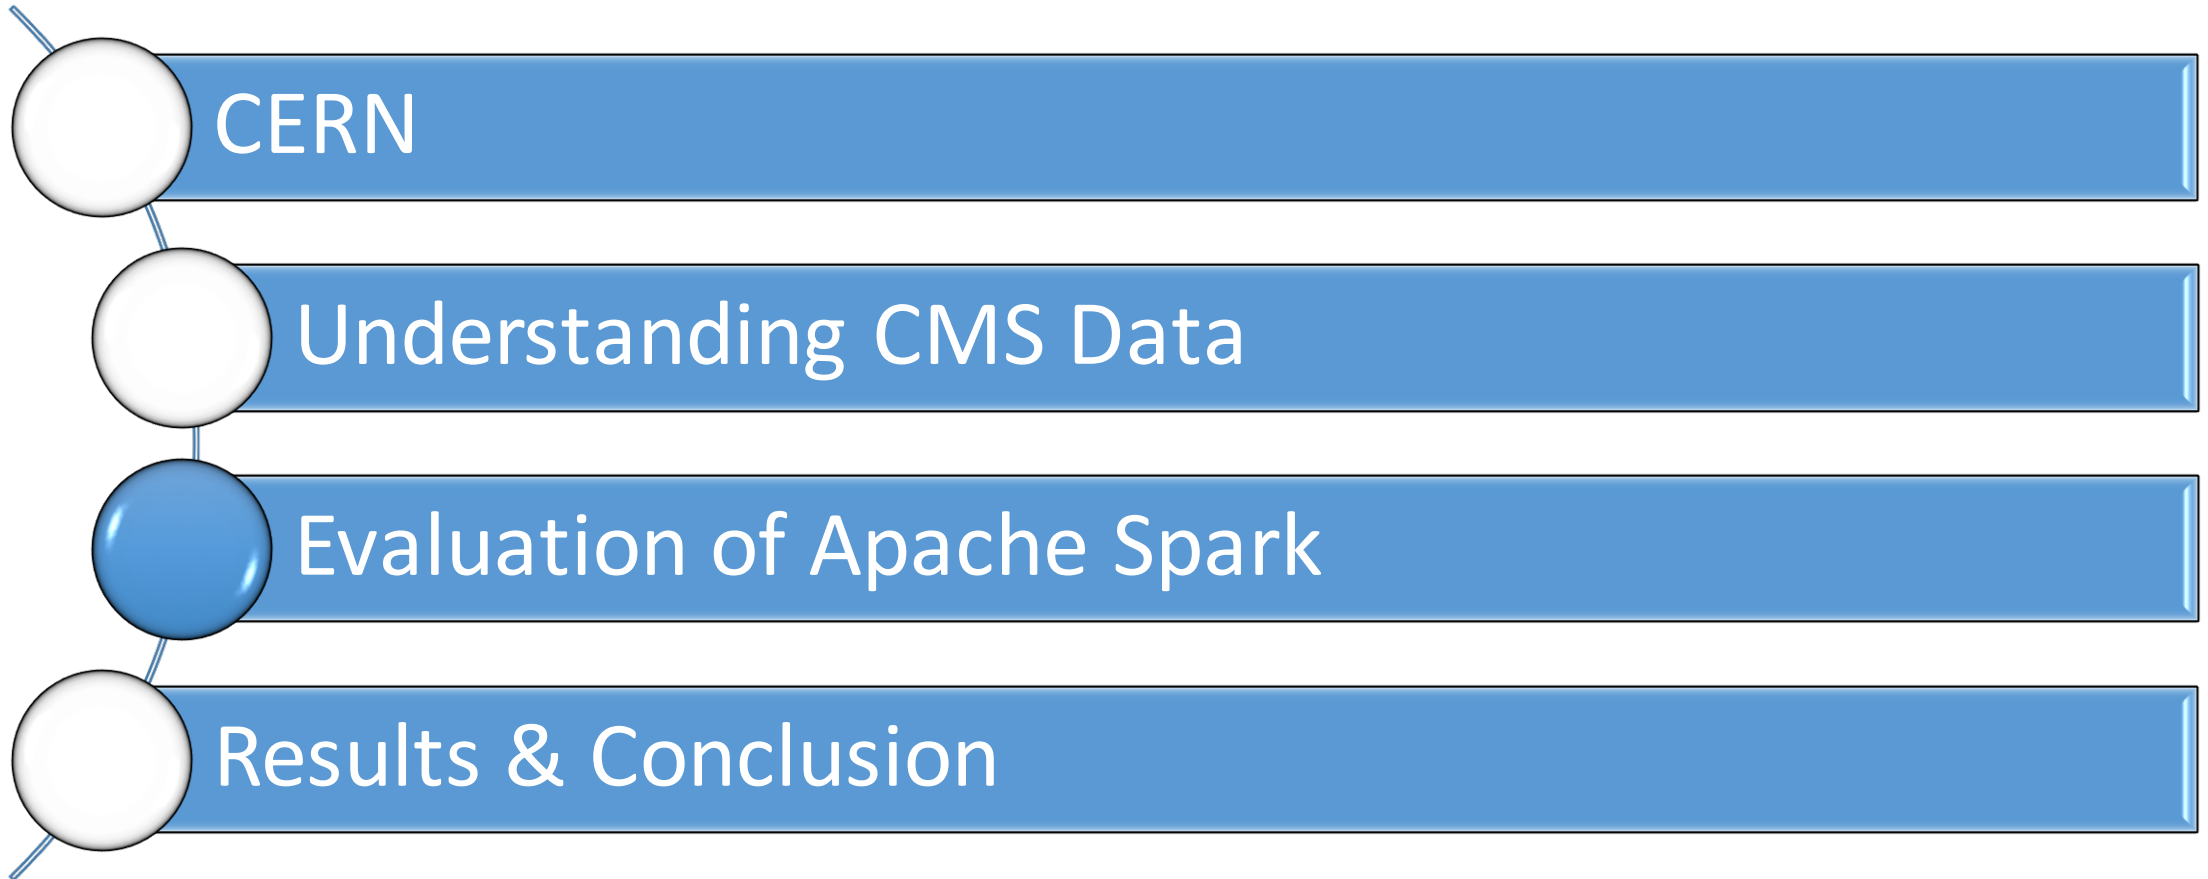 CERN
Understanding CMS Data
Evaluation of Apache Spark
Results & Conclusion